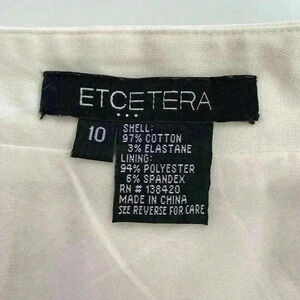 ETCETERA
10
SHELL:
97% COTTON
3% ELASTANE
LINING:
94% POLYESTER
6% SPANDEX
RN # 138420
MADE IN CHINA
SEE REVERSE FOR CARE